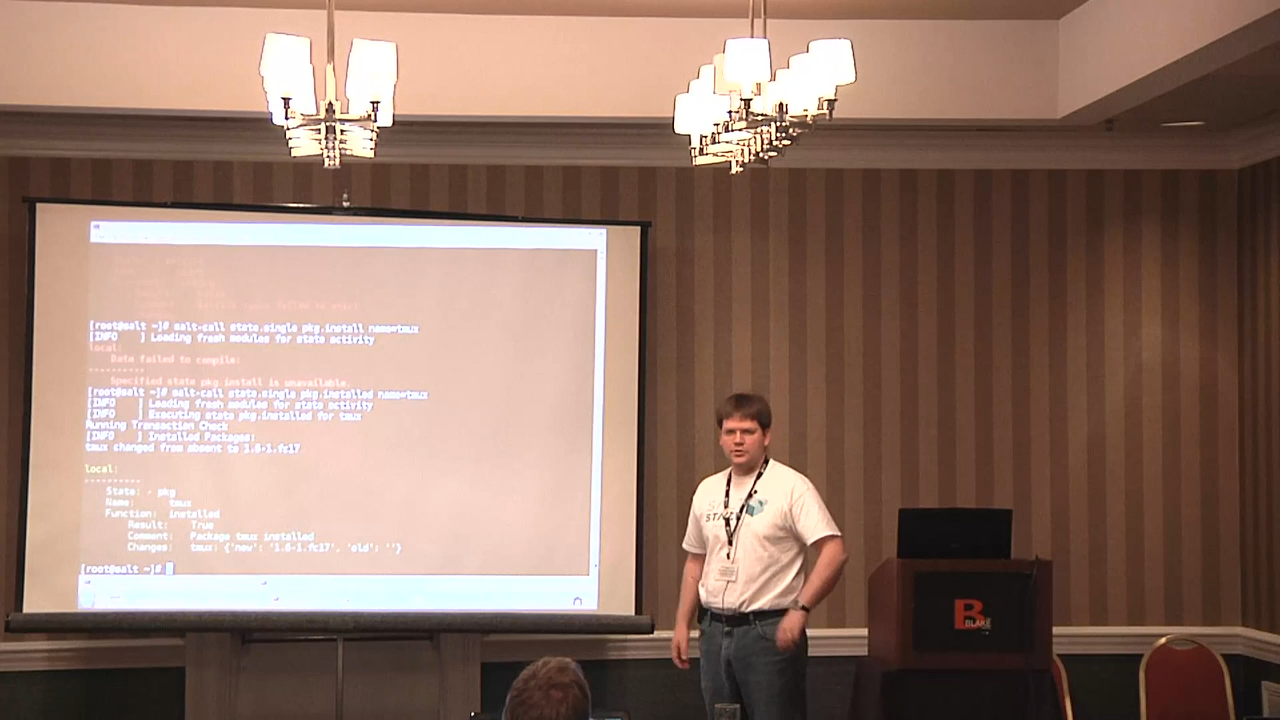 [root@salt ~]# salt-call state.single pkg.install name=tmux
[INFO    ] Loading fresh modules for state activity
local:
Data failed to compile:
----------
Specified state pkg.install is unavailable.
[root@salt ~]# salt-call state.single pkg.installed name=tmux
[INFO    ] Loading fresh modules for state activity
[INFO    ] Executing state pkg.installed for tmux
Running Transaction Check
[INFO    ] Installed Packages:
tmux changed from absent to 1.6-1.fc17
local:
----------
State: - pkg
Name: tmux
Function: installed
Result: True
Comment: Package tmux installed
Changes: tmux: {'new': '1.6-1.fc17', 'old': ''}
[root@salt ~]#
B
BLAKE